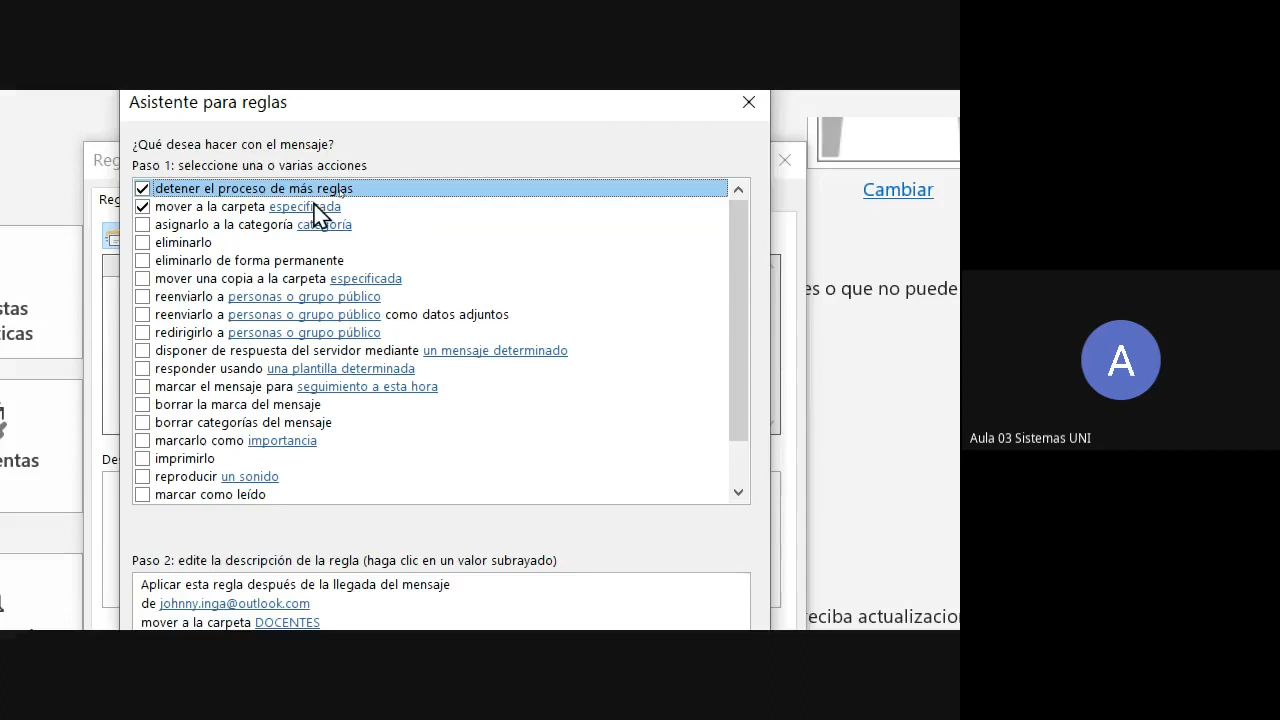 Asistente para reglas
¿Qué desea hacer con el mensaje?
Paso 1: seleccione una o varias acciones
detener el proceso de más reglas
mover a la carpeta especificada
asignarlo a la categoría categoría
eliminarlo
eliminarlo de forma permanente
mover una copia a la carpeta especificada
reenviarlo a personas o grupo público
reenviarlo a personas o grupo público como datos adjuntos
redirigirlo a personas o grupo público
disponer de respuesta del servidor mediante un mensaje determinado
responder usando una plantilla determinada
marcar el mensaje para seguimiento a esta hora
borrar la marca del mensaje
borrar categorías del mensaje
marcarlo como importancia
imprimirlo
reproducir un sonido
marcar como leído
Paso 2: edite la descripción de la regla (haga clic en un valor subrayado)
Aplicar esta regla después de la llegada del mensaje
de johnny.inga@outlook.com
mover a la carpeta DOCENTES
Reg
Reg
De
stas
ticas
entas
Cambiar
es o que no puede
eciba actualizacio
A
Aula 03 Sistemas UNI